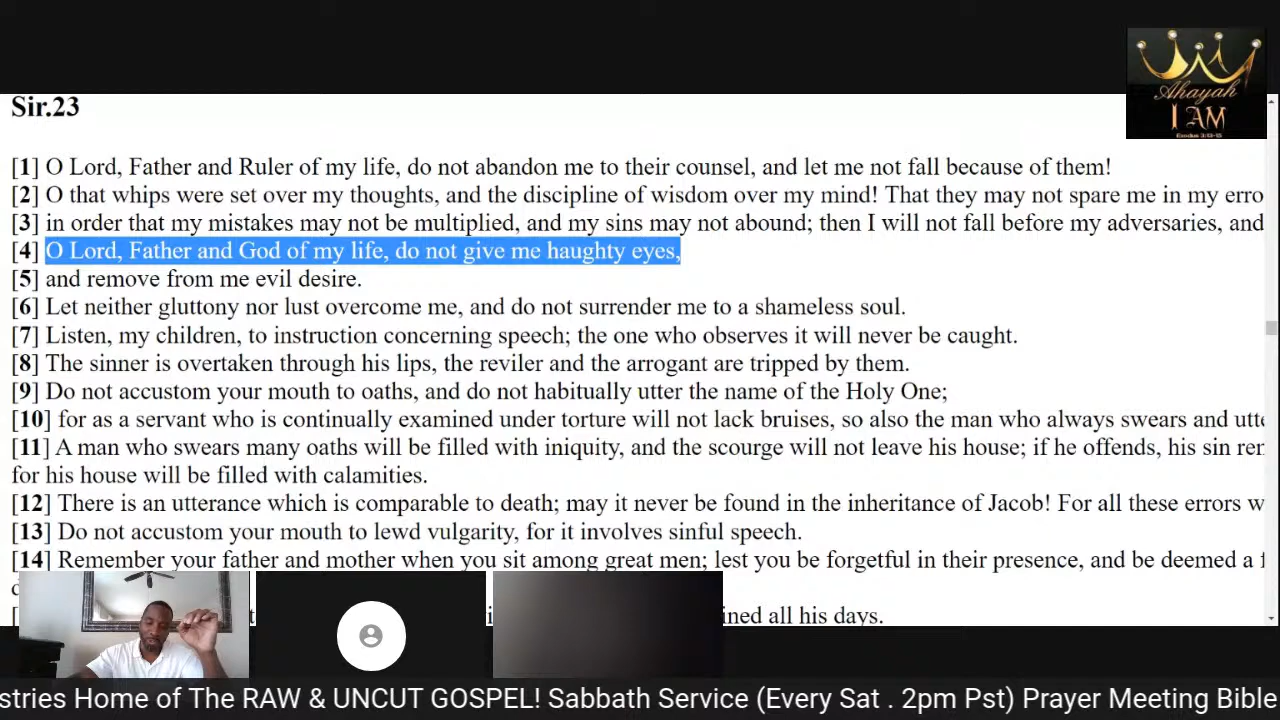 Ahayah
I AM
Exodus 3:13-15
Sir.23
[1] O Lord, Father and Ruler of my life, do not abandon me to their counsel, and let me not fall because of them!
[2] O that whips were set over my thoughts, and the discipline of wisdom over my mind! That they may not spare me in my erro
[3] in order that my mistakes may not be multiplied, and my sins may not abound; then I will not fall before my adversaries, and
[4] O Lord, Father and God of my life, do not give me haughty eyes,
[5] and remove from me evil desire.
[6] Let neither gluttony nor lust overcome me, and do not surrender me to a shameless soul.
[7] Listen, my children, to instruction concerning speech; the one who observes it will never be caught.
[8] The sinner is overtaken through his lips, the reviler and the arrogant are tripped by them.
[9] Do not accustom your mouth to oaths, and do not habitually utter the name of the Holy One;
[10] for as a servant who is continually examined under torture will not lack bruises, so also the man who always swears and utte
[11] A man who swears many oaths will be filled with iniquity, and the scourge will not leave his house; if he offends, his sin rem
for his house will be filled with calamities.
[12] There is an utterance which is comparable to death; may it never be found in the inheritance of Jacob! For all these errors w
[13] Do not accustom your mouth to lewd vulgarity, for it involves sinful speech.
[14] Remember your father and mother when you sit among great men; lest you be forgetful in their presence, and be deemed a f
ined all his days.
stries Home of The RAW & UNCUT GOSPEL! Sabbath Service (Every Sat . 2pm Pst) Prayer Meeting Bible